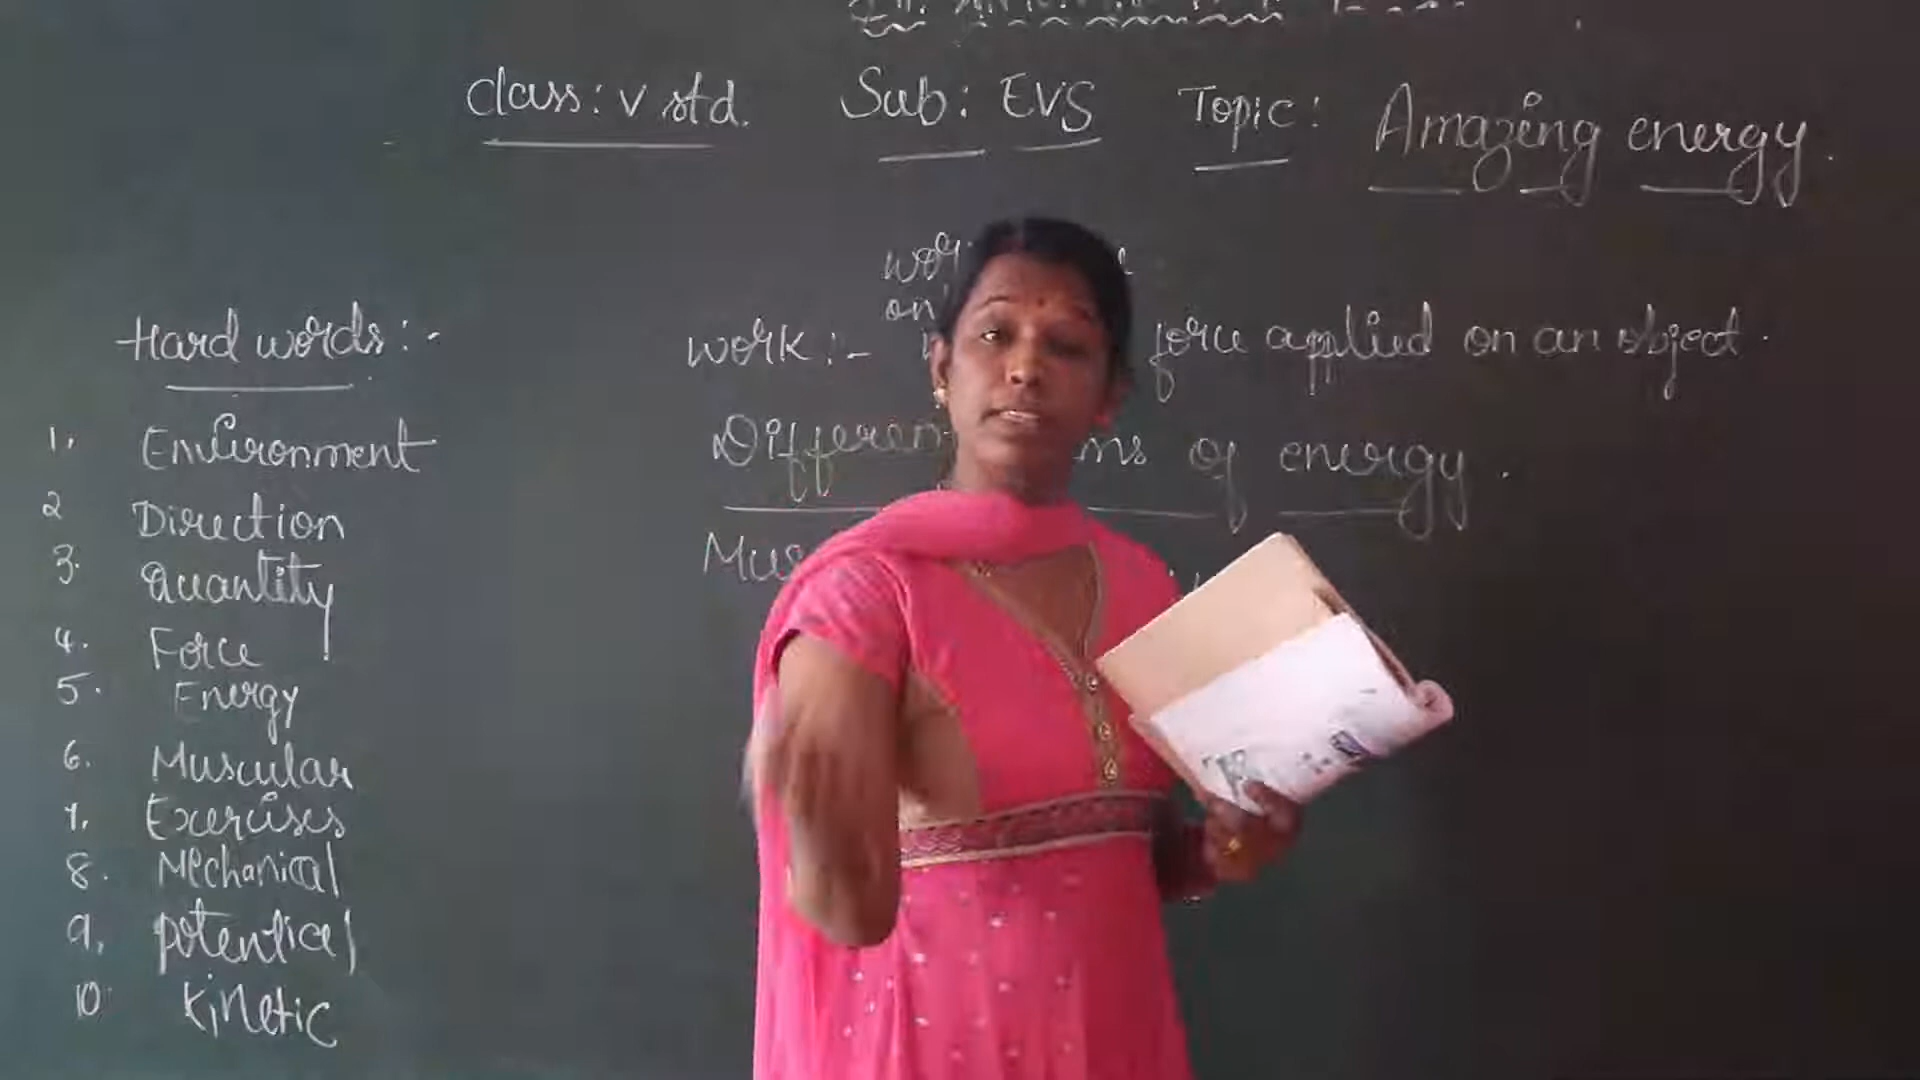 Class: V std. Sub: EVS Topic: Amazing energy.
Hard words:-
1. Environment
2 Direction
3. Quantity
4. Force
5. Energy
6. Muscular
7. Exercises
8. Mechanical
9. potential
10. kinetic
work:- force applied on an object.
of energy.